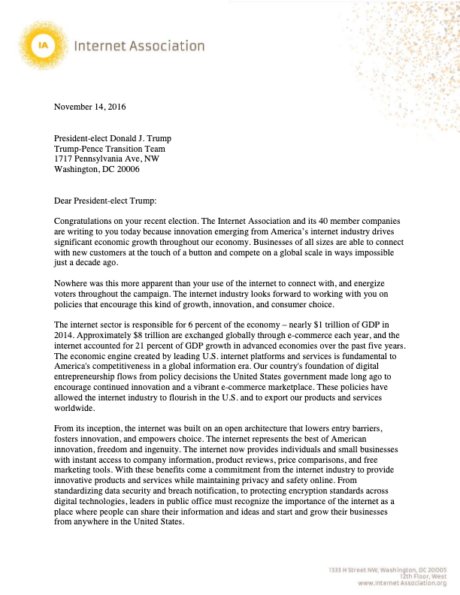 IA
Internet Association
November 14, 2016
President-elect Donald J. Trump
Trump-Pence Transition Team
1717 Pennsylvania Ave, NW
Washington, DC 20006
Dear President-elect Trump:
Congratulations on your recent election. The Internet Association and its 40 member companies
are writing to you today because innovation emerging from America's internet industry drives
significant economic growth throughout our economy. Businesses of all sizes are able to connect
with new customers at the touch of a button and compete on a global scale in ways impossible
just a decade ago.
Nowhere was this more apparent than your use of the internet to connect with, and energize
voters throughout the campaign. The internet industry looks forward to working with you on
policies that encourage this kind of growth, innovation, and consumer choice.
The internet sector is responsible for 6 percent of the economy – nearly $1 trillion of GDP in
2014. Approximately $8 trillion are exchanged globally through e-commerce each year, and the
internet accounted for 21 percent of GDP growth in advanced economies over the past five years.
The economic engine created by leading U.S. internet platforms and services is fundamental to
America's competitiveness in a global information era. Our country's foundation of digital
entrepreneurship flows from policy decisions the United States government made long ago to
encourage continued innovation and a vibrant e-commerce marketplace. These policies have
allowed the internet industry to flourish in the U.S. and to export our products and services
worldwide.
From its inception, the internet was built on an open architecture that lowers entry barriers,
fosters innovation, and empowers choice. The internet represents the best of American
innovation, freedom and ingenuity. The internet now provides individuals and small businesses
with instant access to company information, product reviews, price comparisons, and free
marketing tools. With these benefits come a commitment from the internet industry to provide
innovative products and services while maintaining privacy and safety online. From
standardizing data security and breach notification, to protecting encryption standards across
digital technologies, leaders in public office must recognize the importance of the internet as a
place where people can share their information and ideas and start and grow their businesses
from anywhere in the United States.
1333 H Street NW, Washington, DC 20005
12th Floor, West
www.internetAssociation.org